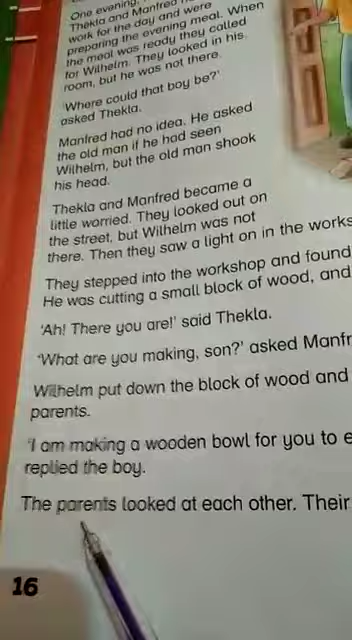 One evening,
Thekla and Manfred
work for the day and were
preparing the evening meal. When
the meal was ready they called
for Wilhelm. They looked in his
room, but he was not there.
'Where could that boy be?'
asked Thekla.
Manfred had no idea. He asked
the old man if he had seen
Wilhelm, but the old man shook
his head.
Thekla and Manfred became a
little worried. They looked out on
the street, but Wilhelm was not
there. Then they saw a light on in the works
They stepped into the workshop and found
He was cutting a small block of wood, and
'Ah! There you are!' said Thekla.
'What are you making, son?' asked Manfr
Wilhelm put down the block of wood and
parents.
'I am making a wooden bowl for you to e
replied the boy.
The parents looked at each other. Their
16